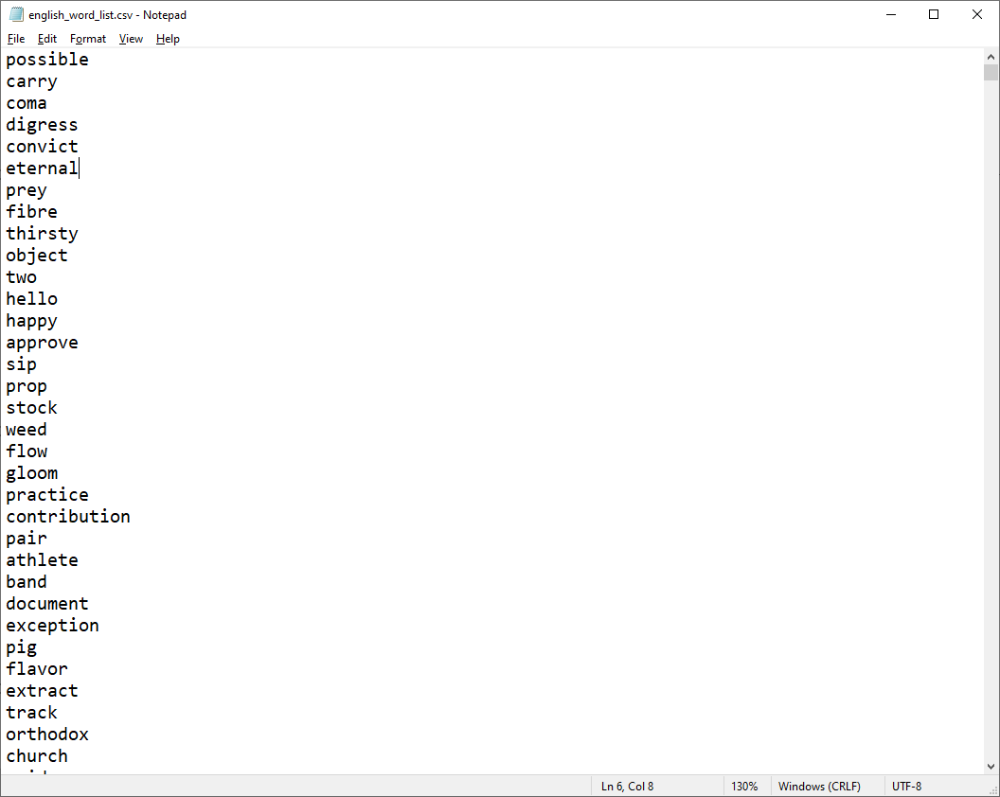 english_word_list.csv - Notepad
File Edit Format View Help
possible
carry
coma
digress
convict
eternal
prey
fibre
thirsty
object
two
hello
happy
approve
sip
prop
stock
weed
flow
gloom
practice
contribution
pair
athlete
band
document
exception
pig
flavor
extract
track
orthodox
church
Ln 6, Col 8 130% Windows (CRLF) UTF-8